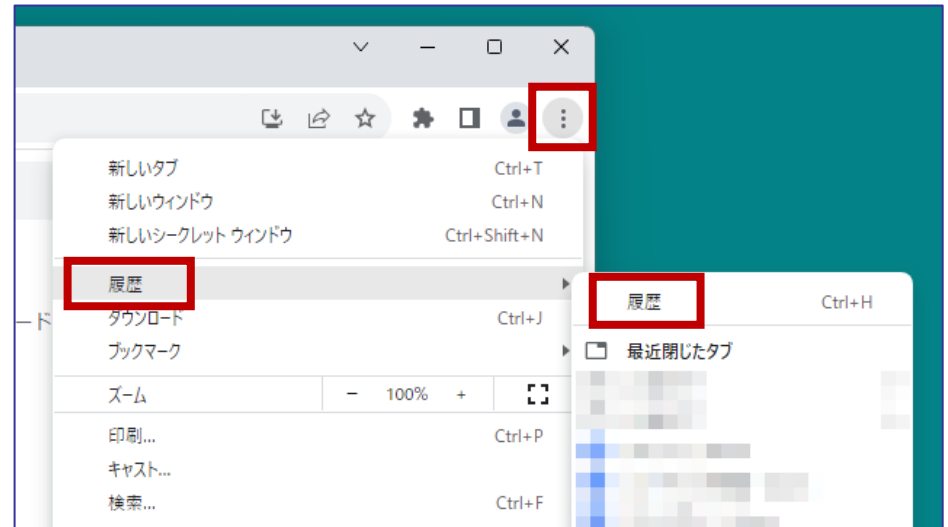 新しいタブ Ctrl+T
新しいウィンドウ Ctrl+N
新しいシークレット ウィンドウ Ctrl+Shift+N
履歴
ード
ダウンロード Ctrl+J
ブックマーク
ズーム − 100% +
印刷... Ctrl+P
キャスト...
検索... Ctrl+F
履歴 Ctrl+H
最近閉じたタブ